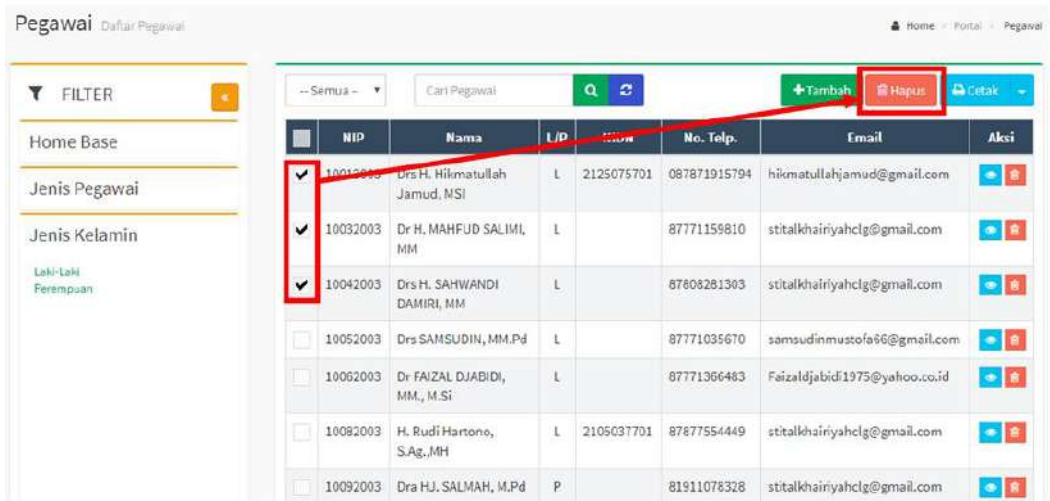 Pegawai Daftar Pegawai
Home Portal Pegawai
FILTER «
Home Base
Jenis Pegawai
Jenis Kelamin
Laki-Laki
Perempuan
-- Semua --
Cari Pegawai
+Tambah Hapus Cetak
NIP Nama L/P No. Telp. Email Aksi
Drs H. Hikmatullah Jamud, MSI L 2125075701 087871915794 hikmatullahjamud@gmail.com
10032003 Dr H. MAHFUD SALIMI, MM L 87771159810 stitalkhairiyahclg@gmail.com
10042003 Drs H. SAHWANDI DAMIRI, MM L 87808281303 stitalkhairiyahclg@gmail.com
10052003 Drs SAMSUDIN, MM.Pd L 87771035670 samsudinmustofa66@gmail.com
10062003 Dr FAIZAL DJABIDI, MM., M.Si L 87771366483 Faizaldjabidi1975@yahoo.co.id
10082003 H. Rudi Hartono, S.Ag.,MH L 2105037701 87877554449 stitalkhairiyahclg@gmail.com
10092003 Dra HJ. SALMAH, M.Pd P 81911078328 stitalkhairiyahclg@gmail.com